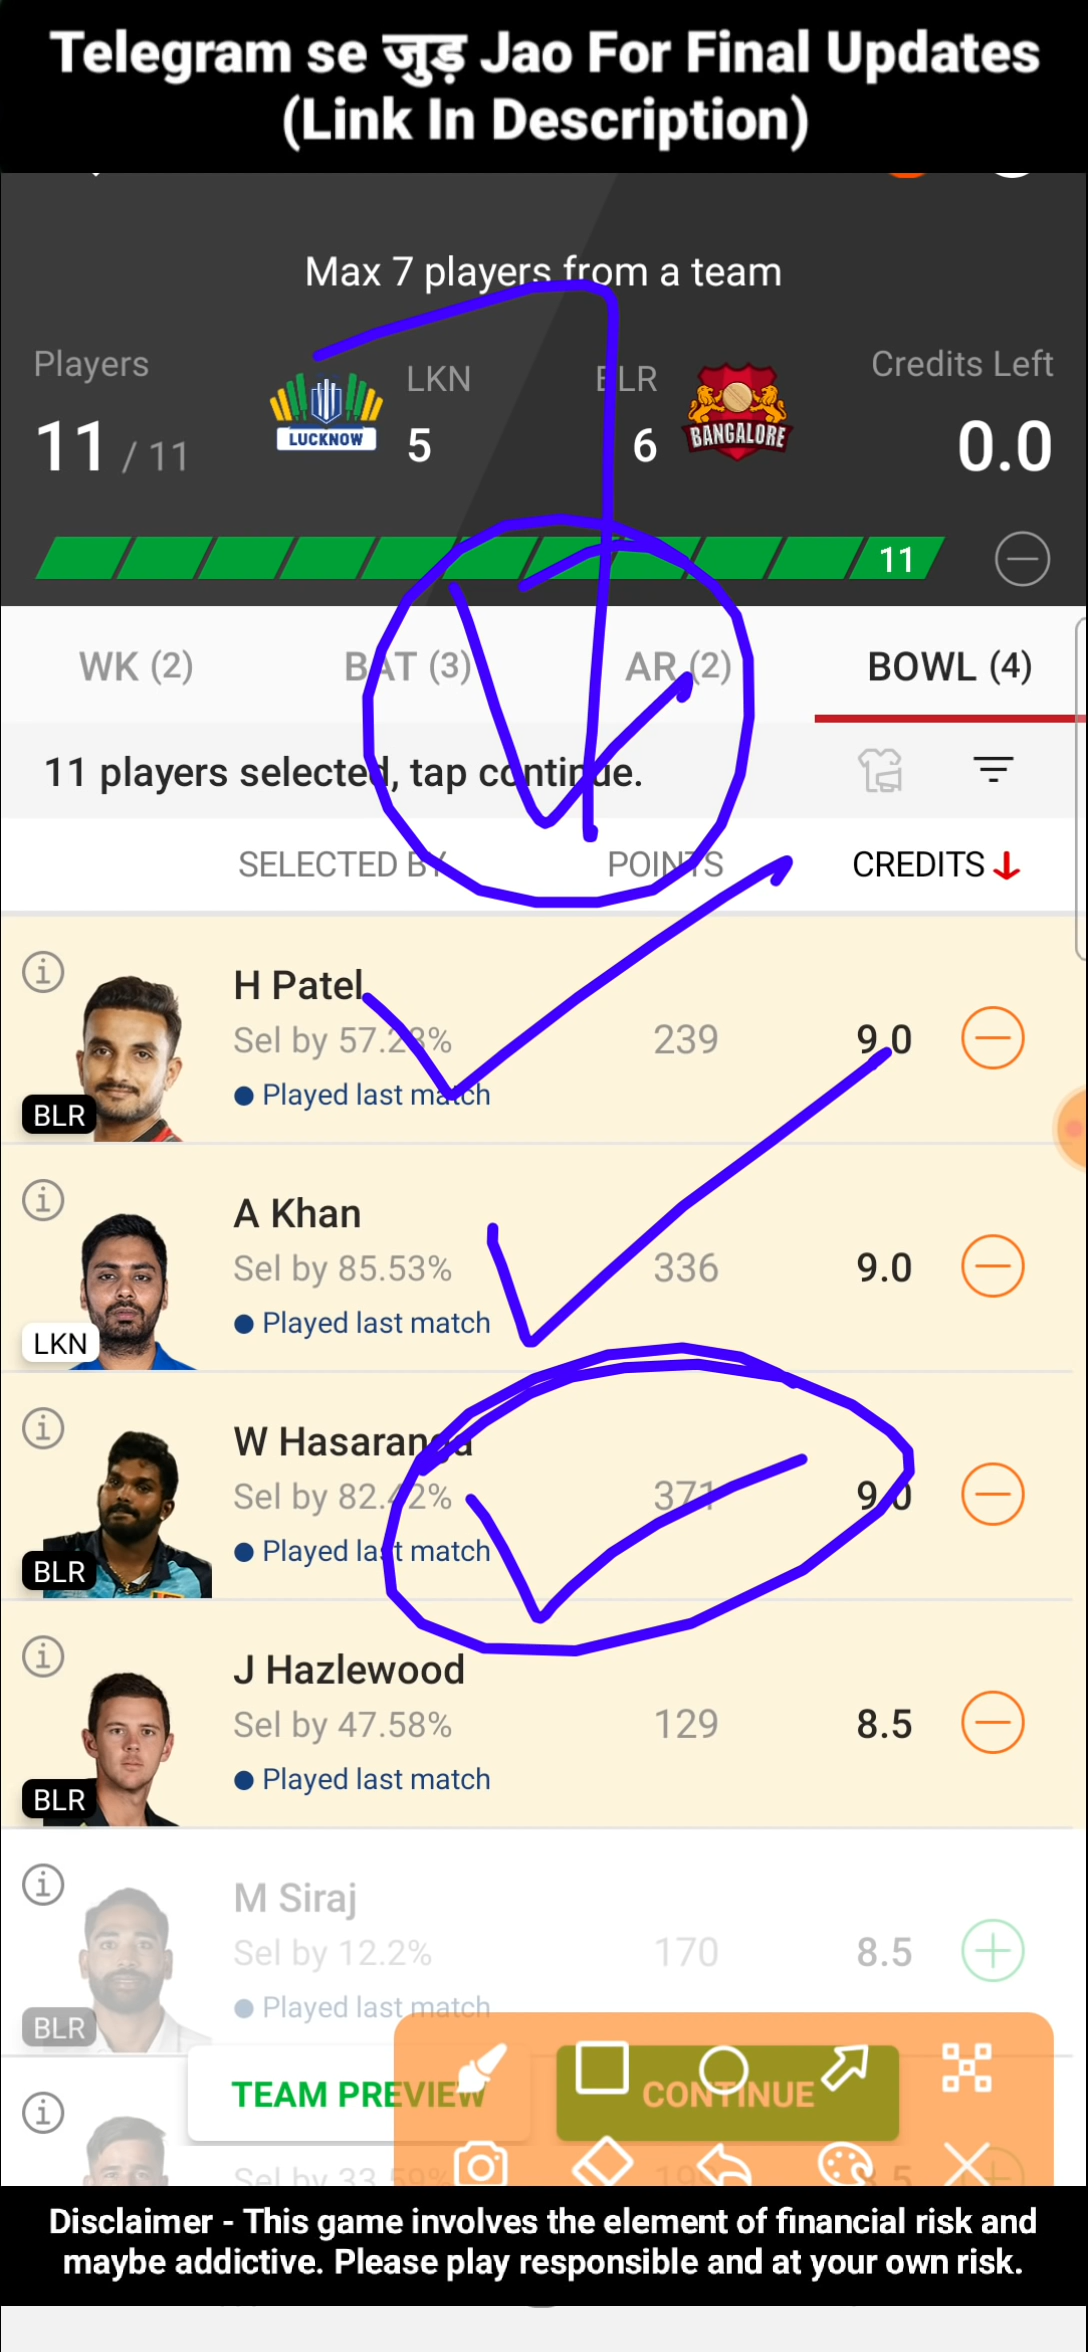 Telegram se जुड़ Jao For Final Updates
(Link In Description)
Max 7 players from a team
Players LKN BLR Credits Left
11 / 11 LUCKNOW 5 6 BANGALORE 0.0
11
WK (2) BAT (3) AR (2) BOWL (4)
11 players selected, tap continue.
SELECTED BY POINTS CREDITS
H Patel
Sel by 57.23% 239 9.0
Played last match
BLR
A Khan
Sel by 85.53% 336 9.0
Played last match
LKN
W Hasaranga
Sel by 82.42% 371 9.0
Played last match
BLR
J Hazlewood
Sel by 47.58% 129 8.5
Played last match
BLR
M Siraj
Sel by 12.2% 170 8.5
Played last match
BLR
TEAM PREVIEW CONTINUE
Sel by 33.59%
Disclaimer - This game involves the element of financial risk and
maybe addictive. Please play responsible and at your own risk.